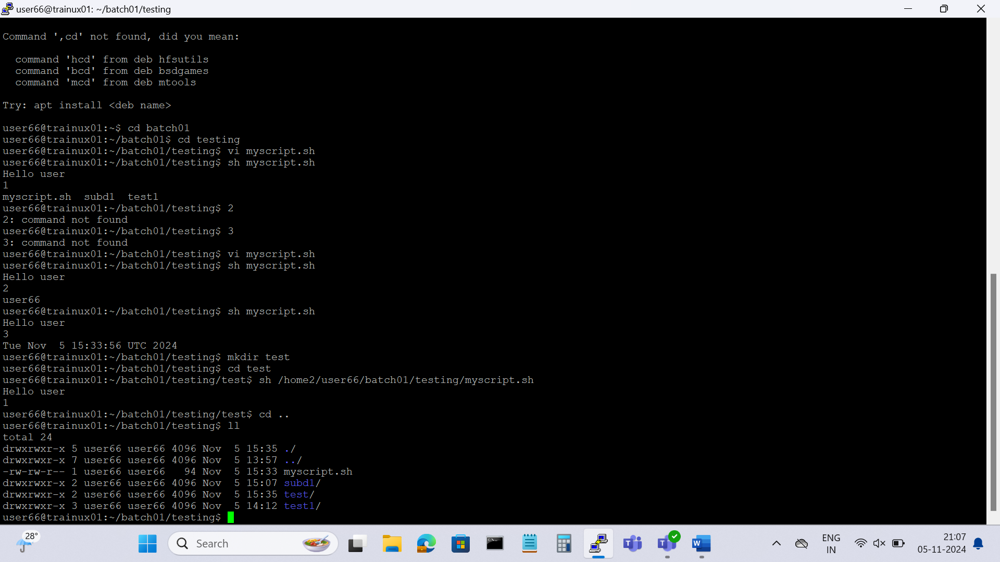 user66@trainux01: ~/batch01/testing
Command ',cd' not found, did you mean:
  command 'hcd' from deb hfsutils
  command 'bcd' from deb bsdgames
  command 'mcd' from deb mtools
Try: apt install <deb name>
user66@trainux01:~$ cd batch01
user66@trainux01:~/batch01$ cd testing
user66@trainux01:~/batch01/testing$ vi myscript.sh
user66@trainux01:~/batch01/testing$ sh myscript.sh
Hello user
1
myscript.sh  subd1  test1
user66@trainux01:~/batch01/testing$ 2
2: command not found
user66@trainux01:~/batch01/testing$ 3
3: command not found
user66@trainux01:~/batch01/testing$ vi myscript.sh
user66@trainux01:~/batch01/testing$ sh myscript.sh
Hello user
2
user66
user66@trainux01:~/batch01/testing$ sh myscript.sh
Hello user
3
Tue Nov  5 15:33:56 UTC 2024
user66@trainux01:~/batch01/testing$ mkdir test
user66@trainux01:~/batch01/testing$ cd test
user66@trainux01:~/batch01/testing/test$ sh /home2/user66/batch01/testing/myscript.sh
Hello user
1
user66@trainux01:~/batch01/testing/test$ cd ..
user66@trainux01:~/batch01/testing$ ll
total 24
drwxrwxr-x 5 user66 user66 4096 Nov  5 15:35 ./
drwxrwxr-x 7 user66 user66 4096 Nov  5 13:57 ../
-rw-rw-r-- 1 user66 user66   94 Nov  5 15:33 myscript.sh
drwxrwxr-x 2 user66 user66 4096 Nov  5 15:07 subd1/
drwxrwxr-x 2 user66 user66 4096 Nov  5 15:35 test/
drwxrwxr-x 3 user66 user66 4096 Nov  5 14:12 test1/
user66@trainux01:~/batch01/testing$
28°
Search
ENG
IN
21:07
05-11-2024